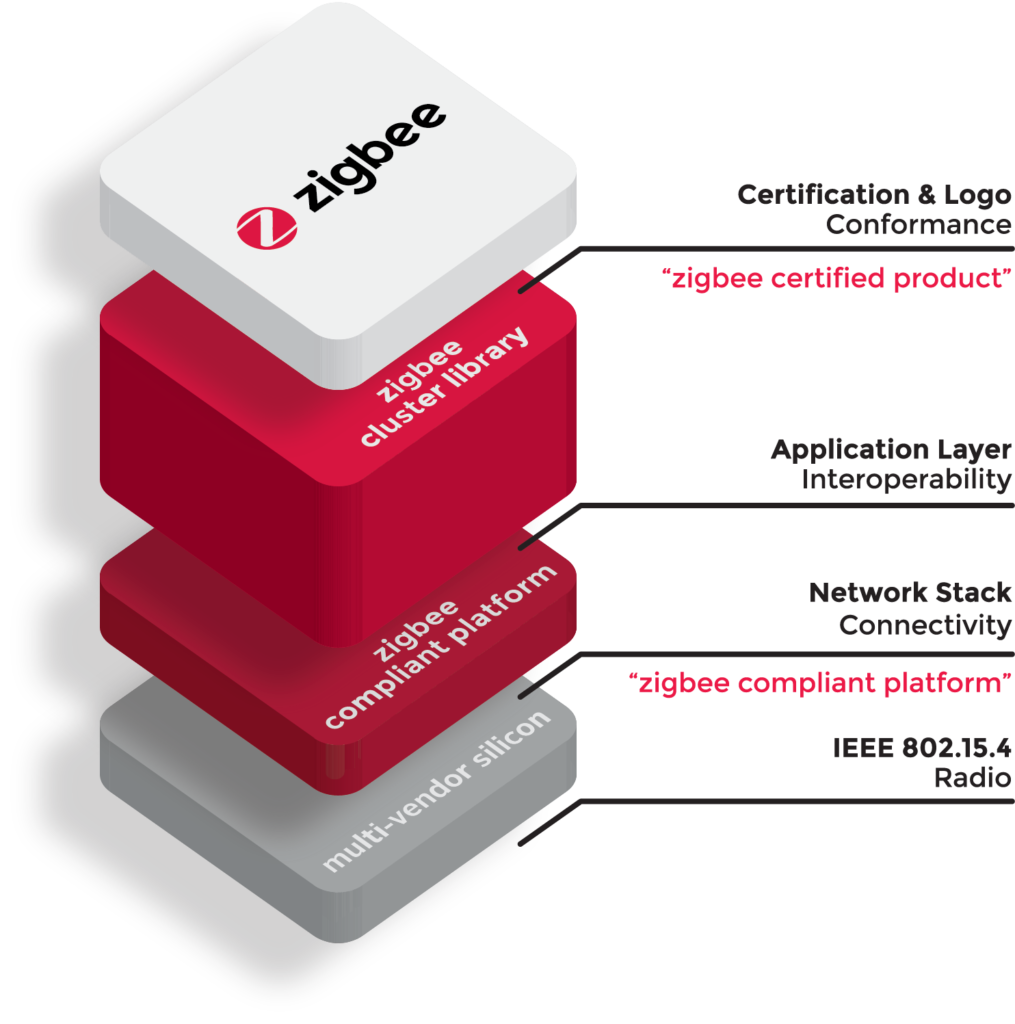 zigbee
Certification & Logo
Conformance
“zigbee certified product”
zigbee
cluster library
Application Layer
Interoperability
zigbee
compliant platform
Network Stack
Connectivity
“zigbee compliant platform”
multi-vendor silicon
IEEE 802.15.4
Radio